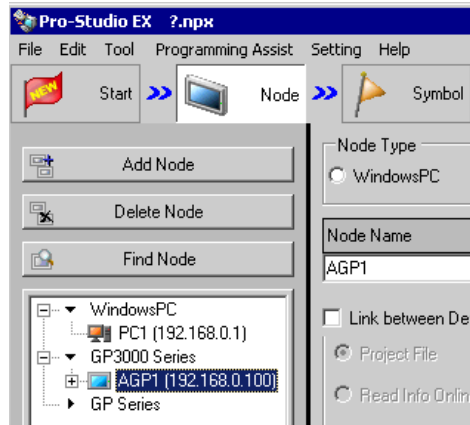 Pro-Studio EX ?.npx
File Edit Tool Programming Assist Setting Help
NEW Start Node Symbol
Add Node
Delete Node
Find Node
WindowsPC
PC1 (192.168.0.1)
GP3000 Series
AGP1 (192.168.0.100)
GP Series
Node Type
WindowsPC
Node Name
AGP1
Link between De
Project File
Read Info Onlin